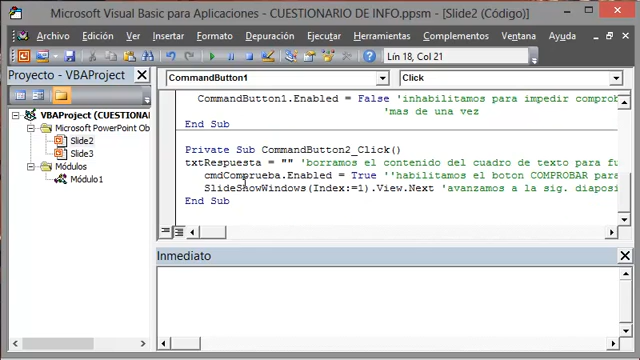 Microsoft Visual Basic para Aplicaciones - CUESTIONARIO DE INFO.ppsm - [Slide2 (Código)]
Archivo Edición Ver Insertar Formato Depuración Ejecutar Herramientas Complementos Ventana Ayuda
Lín 18, Col 21
Proyecto - VBAProject
VBAProject (CUESTION
Microsoft PowerPoint Ob
Slide2
Slide3
Módulos
Módulo1
CommandButton1 Click
CommandButton1.Enabled = False 'inhabilitamos para impedir comprob
'mas de una vez
End Sub
Private Sub CommandButton2_Click()
txtRespuesta = "" 'borramos el contenido del cuadro de texto para fu
cmdComprueba.Enabled = True ''habilitamos el boton COMPROBAR para
SlideShowWindows(Index:=1).View.Next 'avanzamos a la sig. diaposi
End Sub
Inmediato